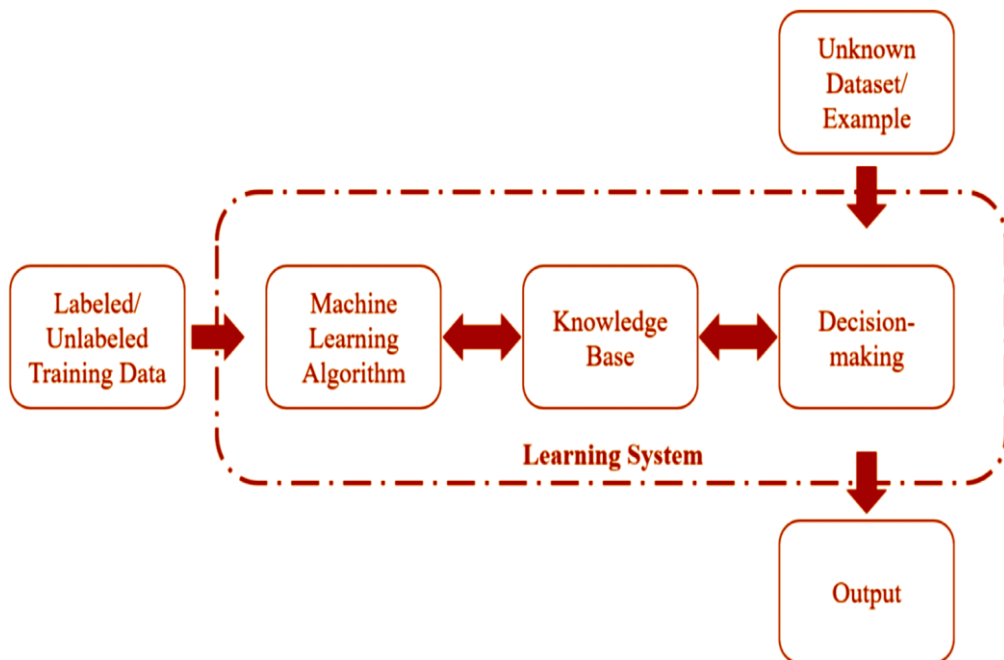 Unknown
Dataset/
Example
Labeled/
Unlabeled
Training Data
Machine
Learning
Algorithm
Knowledge
Base
Decision-
making
Learning System
Output